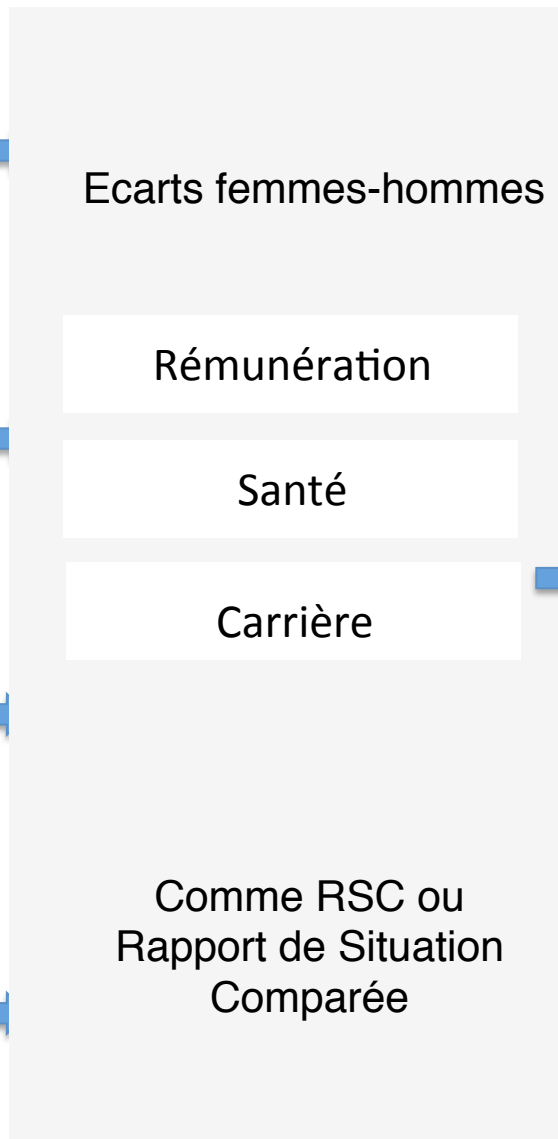 Ecarts femmes-hommes
Rémunération
Santé
Carrière
Comme RSC ou
Rapport de Situation
Comparée